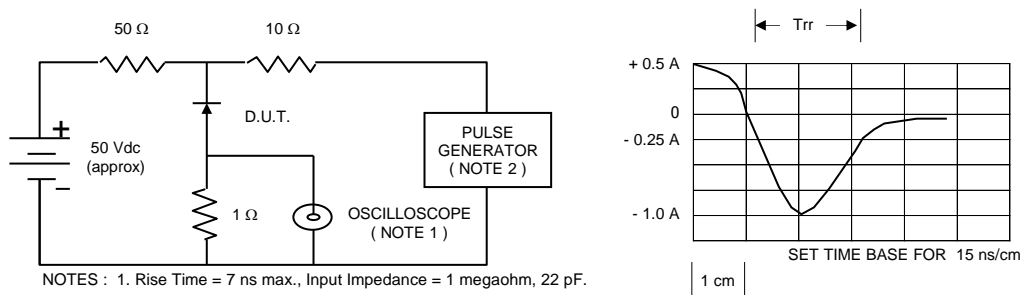 50 Ω
10 Ω
Trr
+ 0.5 A
D.U.T.
0
+
50 Vdc
(approx)
−
PULSE
GENERATOR
( NOTE 2 )
- 0.25 A
1 Ω
OSCILLOSCOPE
( NOTE 1 )
- 1.0 A
SET TIME BASE FOR 15 ns/cm
NOTES : 1. Rise Time = 7 ns max., Input Impedance = 1 megaohm, 22 pF.
1 cm